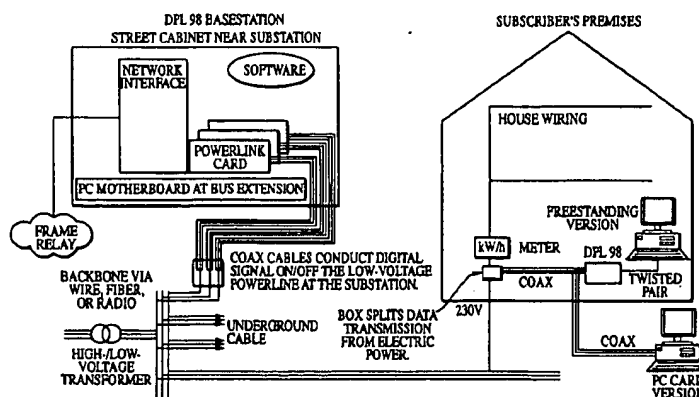 DPL 98 BASESTATION
STREET CABINET NEAR SUBSTATION
NETWORK
INTERFACE
SOFTWARE
POWERLINK
CARD
PC MOTHERBOARD AT BUS EXTENSION
FRAME
RELAY
COAX CABLES CONDUCT DIGITAL
SIGNAL ON/OFF THE LOW-VOLTAGE
POWERLINE AT THE SUBSTATION.
BACKBONE VIA
WIRE, FIBER,
OR RADIO
UNDERGROUND
CABLE
HIGH-/LOW-
VOLTAGE
TRANSFORMER
SUBSCRIBER'S PREMISES
HOUSE WIRING
FREESTANDING
VERSION
kW/h
METER
DPL 98
COAX
TWISTED
PAIR
230V
BOX SPLITS DATA
TRANSMISSION
FROM ELECTRIC
POWER.
COAX
PC CARD
VERSION